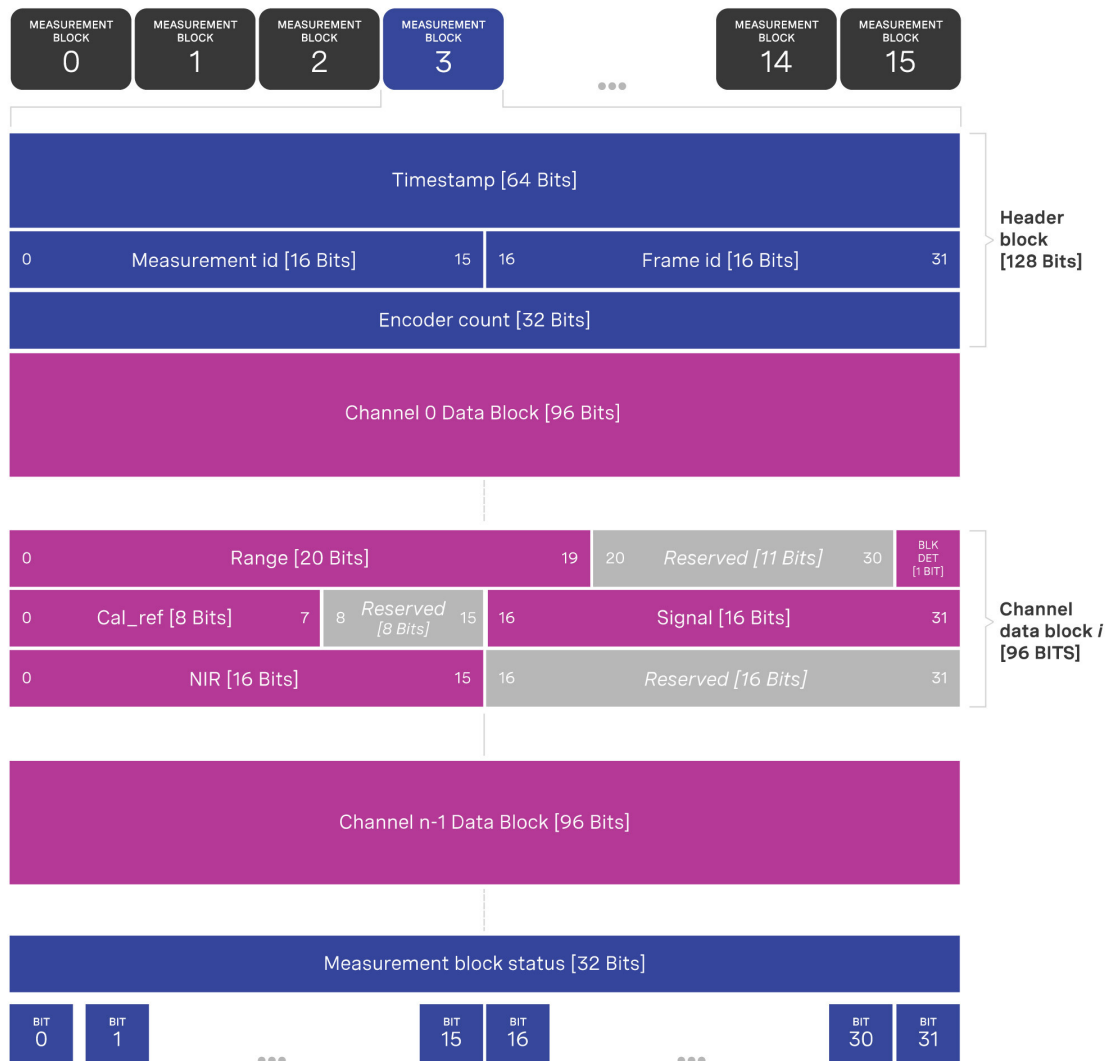 MEASUREMENT BLOCK 0
MEASUREMENT BLOCK 1
MEASUREMENT BLOCK 2
MEASUREMENT BLOCK 3
MEASUREMENT BLOCK 14
MEASUREMENT BLOCK 15
Timestamp [64 Bits]
0 Measurement id [16 Bits] 15
16 Frame id [16 Bits] 31
Encoder count [32 Bits]
Header
block
[128 Bits]
Channel 0 Data Block [96 Bits]
0 Range [20 Bits] 19
20 Reserved [11 Bits] 30
BLK
DET
[1 BIT]
0 Cal_ref [8 Bits] 7
8 Reserved [8 Bits] 15
16 Signal [16 Bits] 31
0 NIR [16 Bits] 15
16 Reserved [16 Bits] 31
Channel
data block i
[96 BITS]
Channel n-1 Data Block [96 Bits]
Measurement block status [32 Bits]
BIT 0
BIT 1
BIT 15
BIT 16
BIT 30
BIT 31